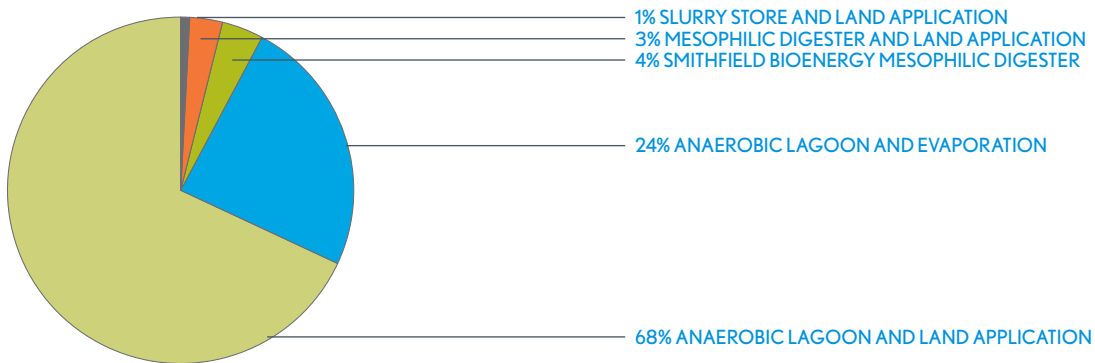 1% SLURRY STORE AND LAND APPLICATION
3% MESOPHILIC DIGESTER AND LAND APPLICATION
4% SMITHFIELD BIOENERGY MESOPHILIC DIGESTER
24% ANAEROBIC LAGOON AND EVAPORATION
68% ANAEROBIC LAGOON AND LAND APPLICATION